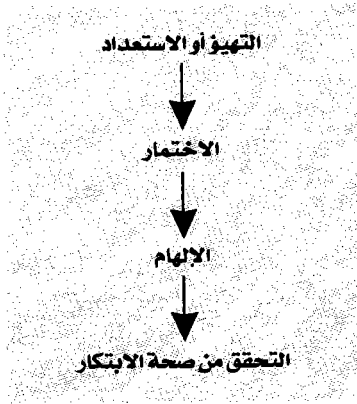 التهيؤ أو الاستعداد
الاختمار
الإلهام
التحقق من صحة الابتكار